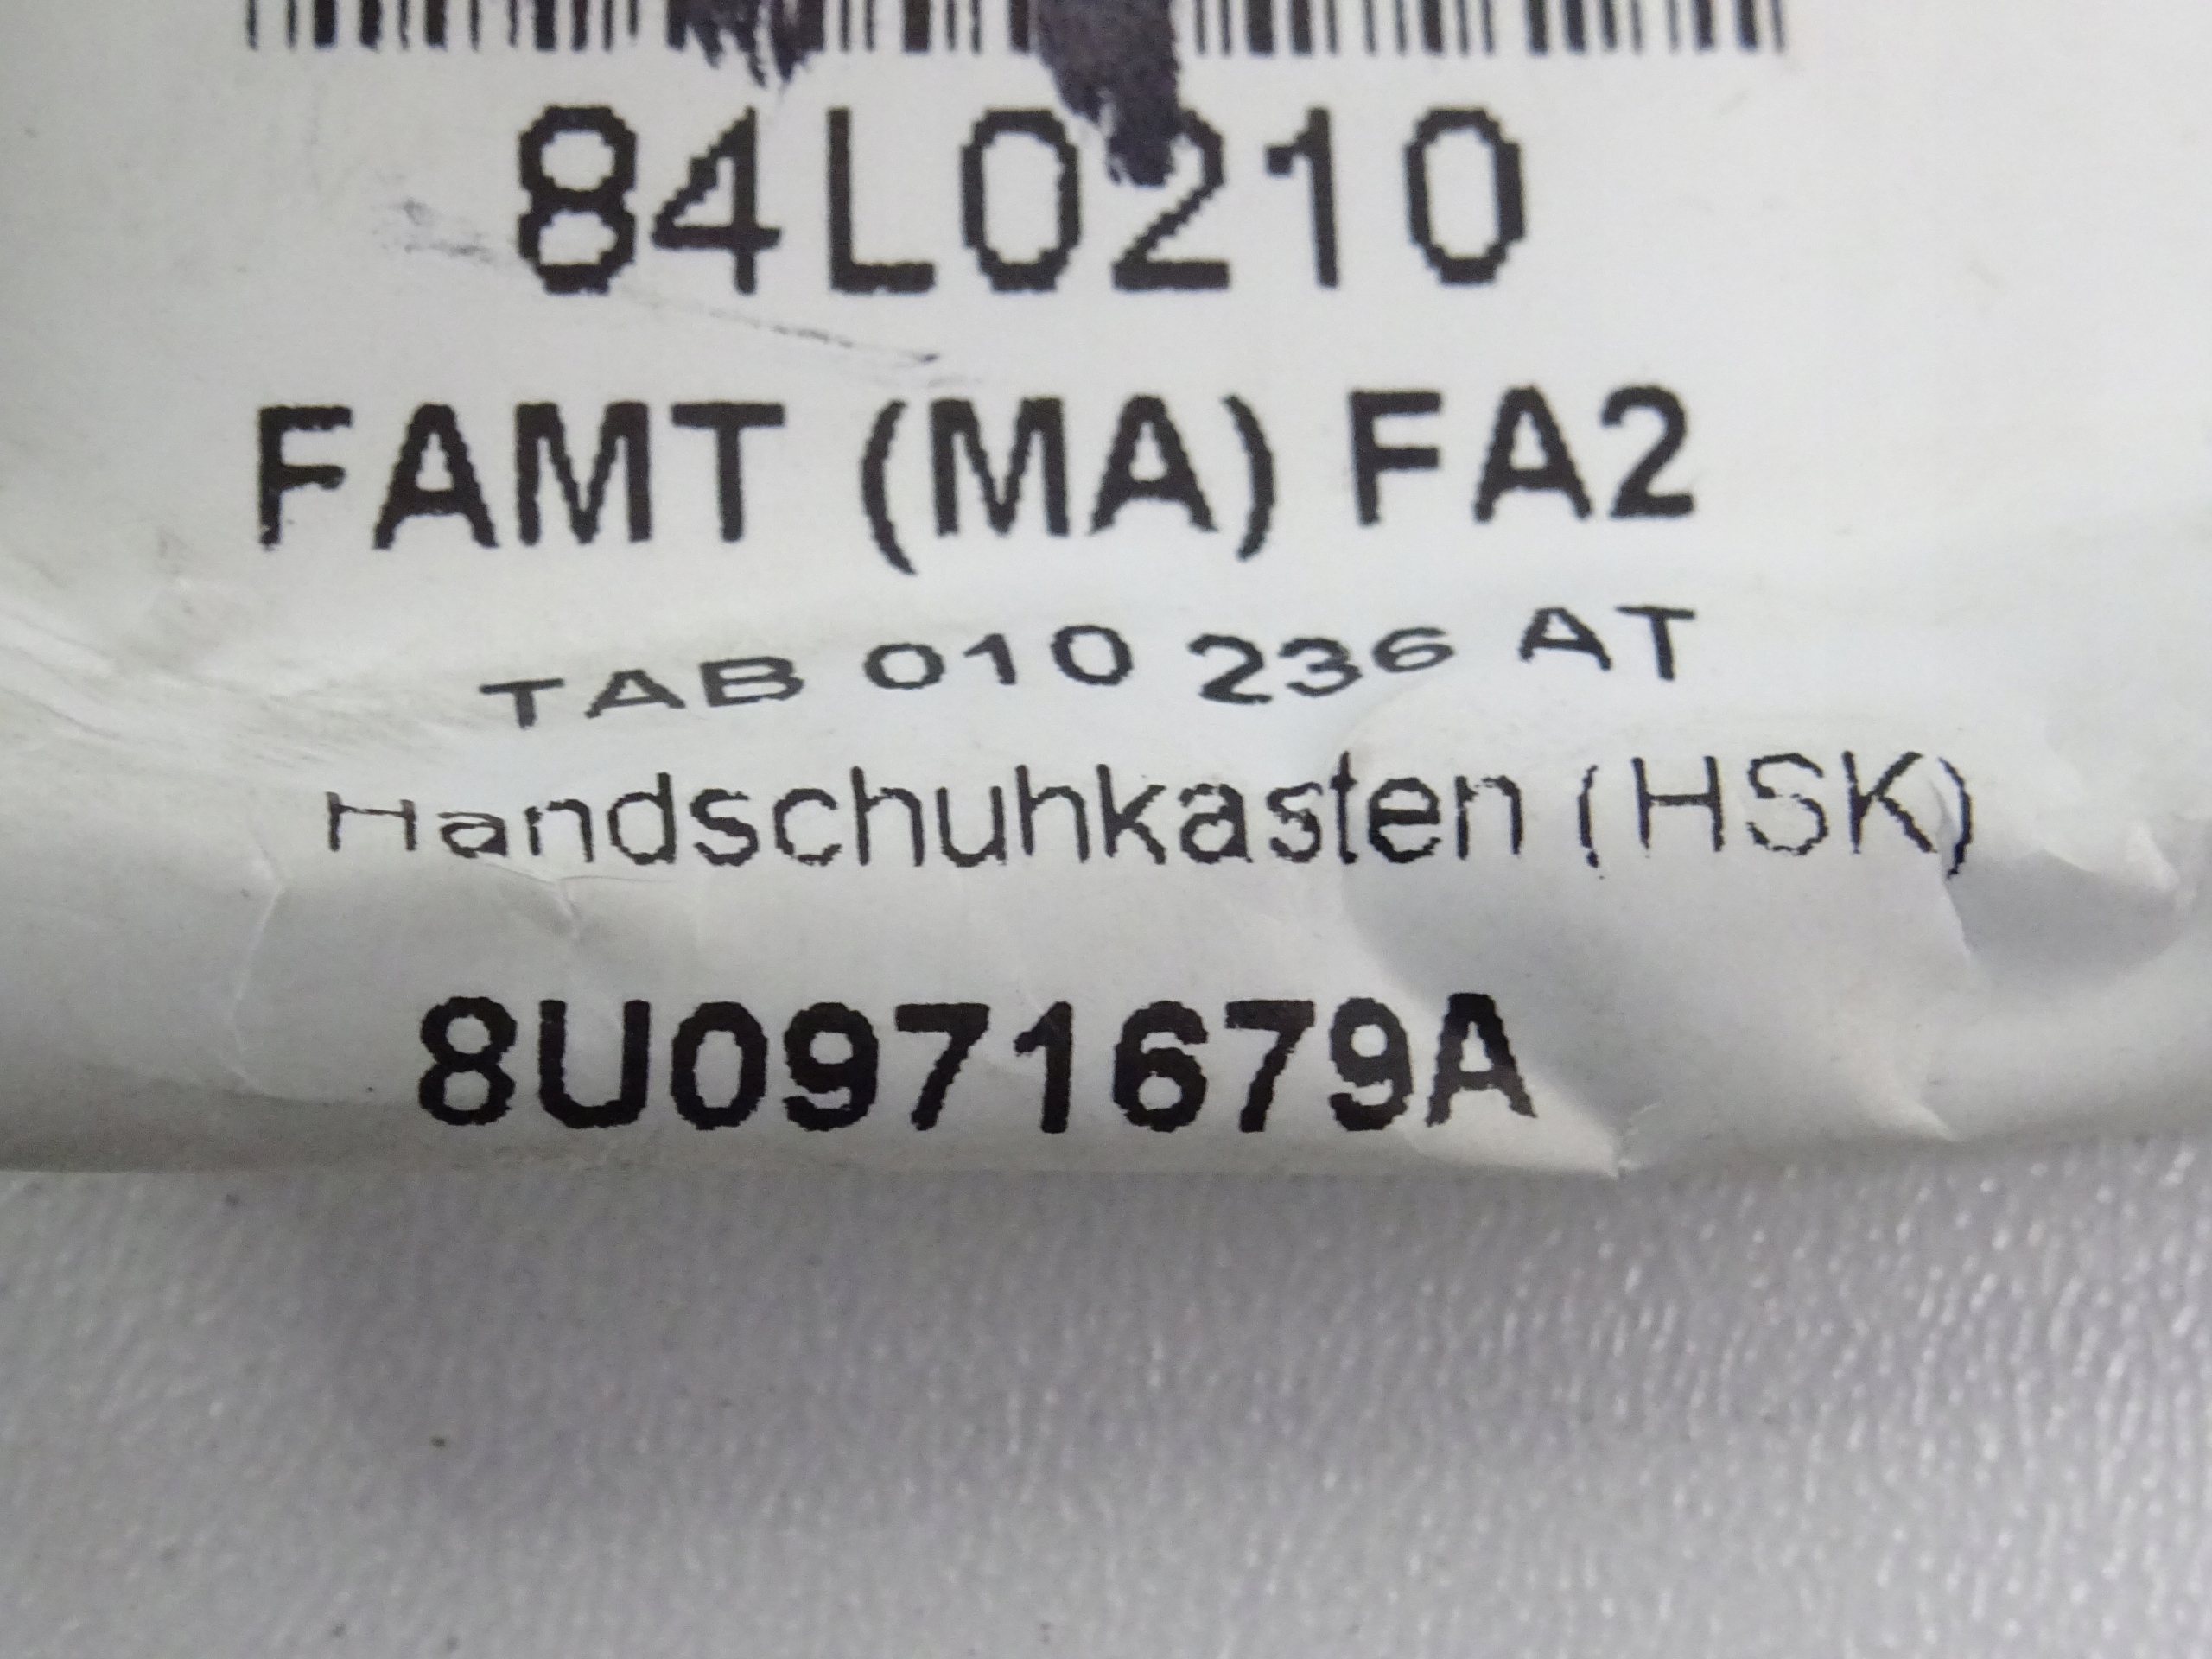 84L0210
FAMT (MA) FA2
TAB 010 236 AT
Handschuhkasten (HSK)
8U0971679A